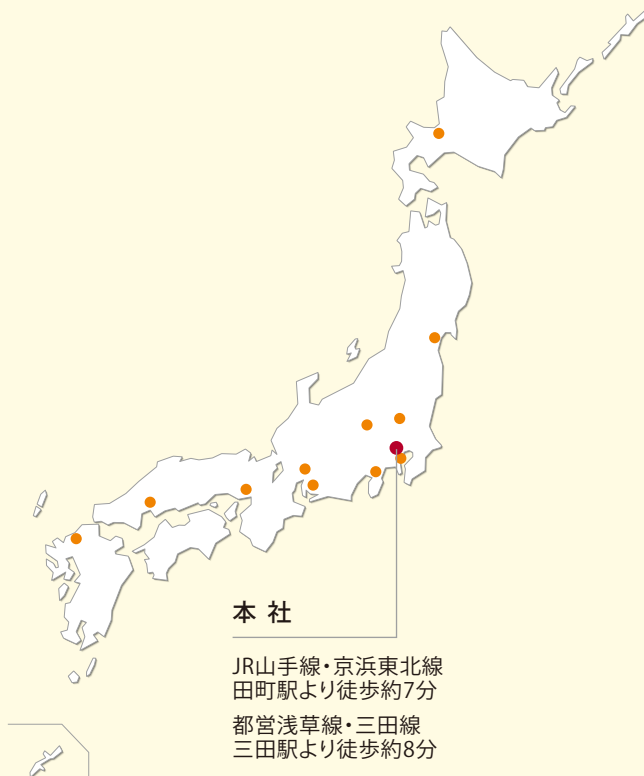 本 社
JR山手線・京浜東北線
田町駅より徒歩約7分
都営浅草線・三田線
三田駅より徒歩約8分